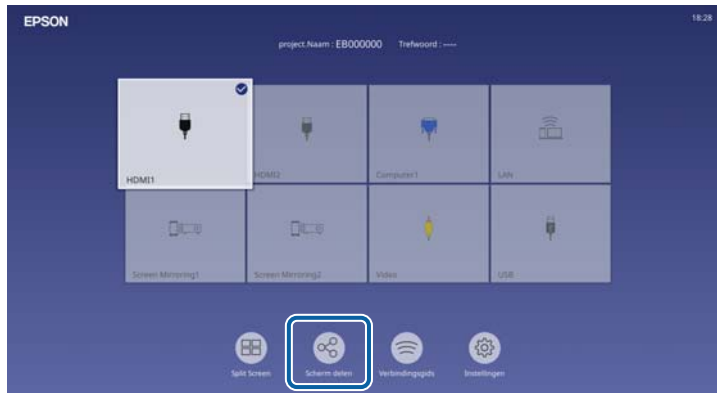 EPSON
18:28
project.Naam : EB000000 Trefwoord : ----
HDMI1
HDMI2
Computer1
LAN
Screen Mirroring1
Screen Mirroring2
Video
USB
Split Screen
Scherm delen
Verbindingsgids
Instellingen